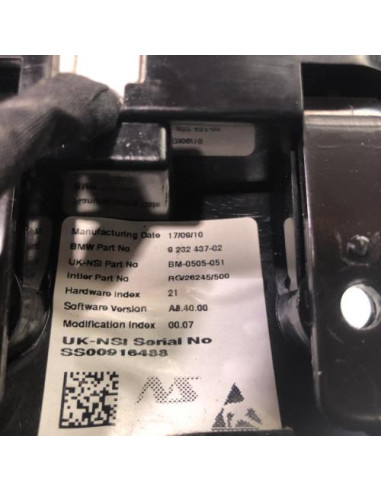 Manufacturing Date 17/09/10
BMW Part No 9 232 437-02
UK-NSI Part No BM-0505-051
Intier Part No RG/26245/500
Hardware Index 21
Software Version A8.40.00
Modification Index 00.07
UK-NSI Serial No
SS00916488